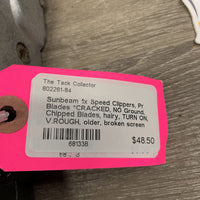 The Tack Collector
802281-84
Sunbeam 1x Speed Clippers, Pr
Blades *CRACKED, NO Ground,
Chipped Blades, hairy, TURN ON,
V.ROUGH, older, broken screen
681338
$48.50